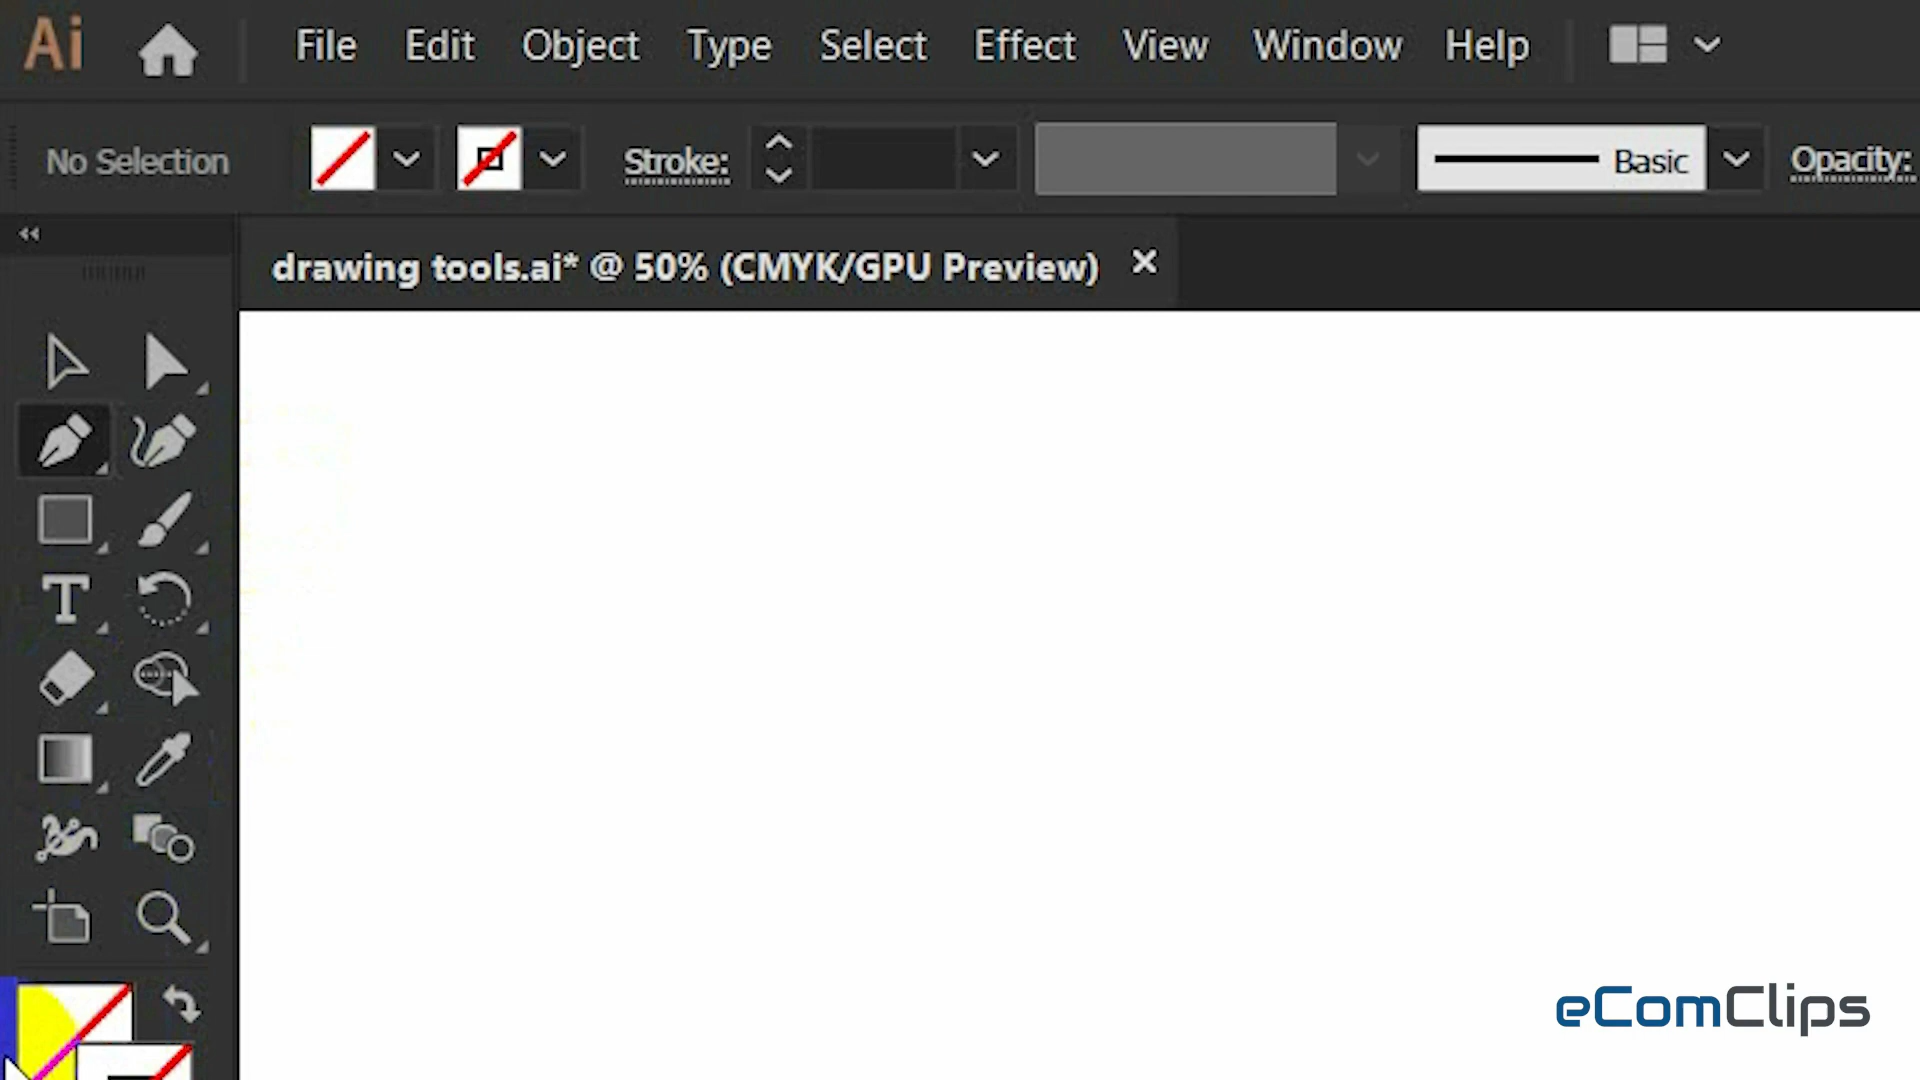 Ai File Edit Object Type Select Effect View Window Help
No Selection Stroke: Basic Opacity:
drawing tools.ai* @ 50% (CMYK/GPU Preview) ×
T
eComClips